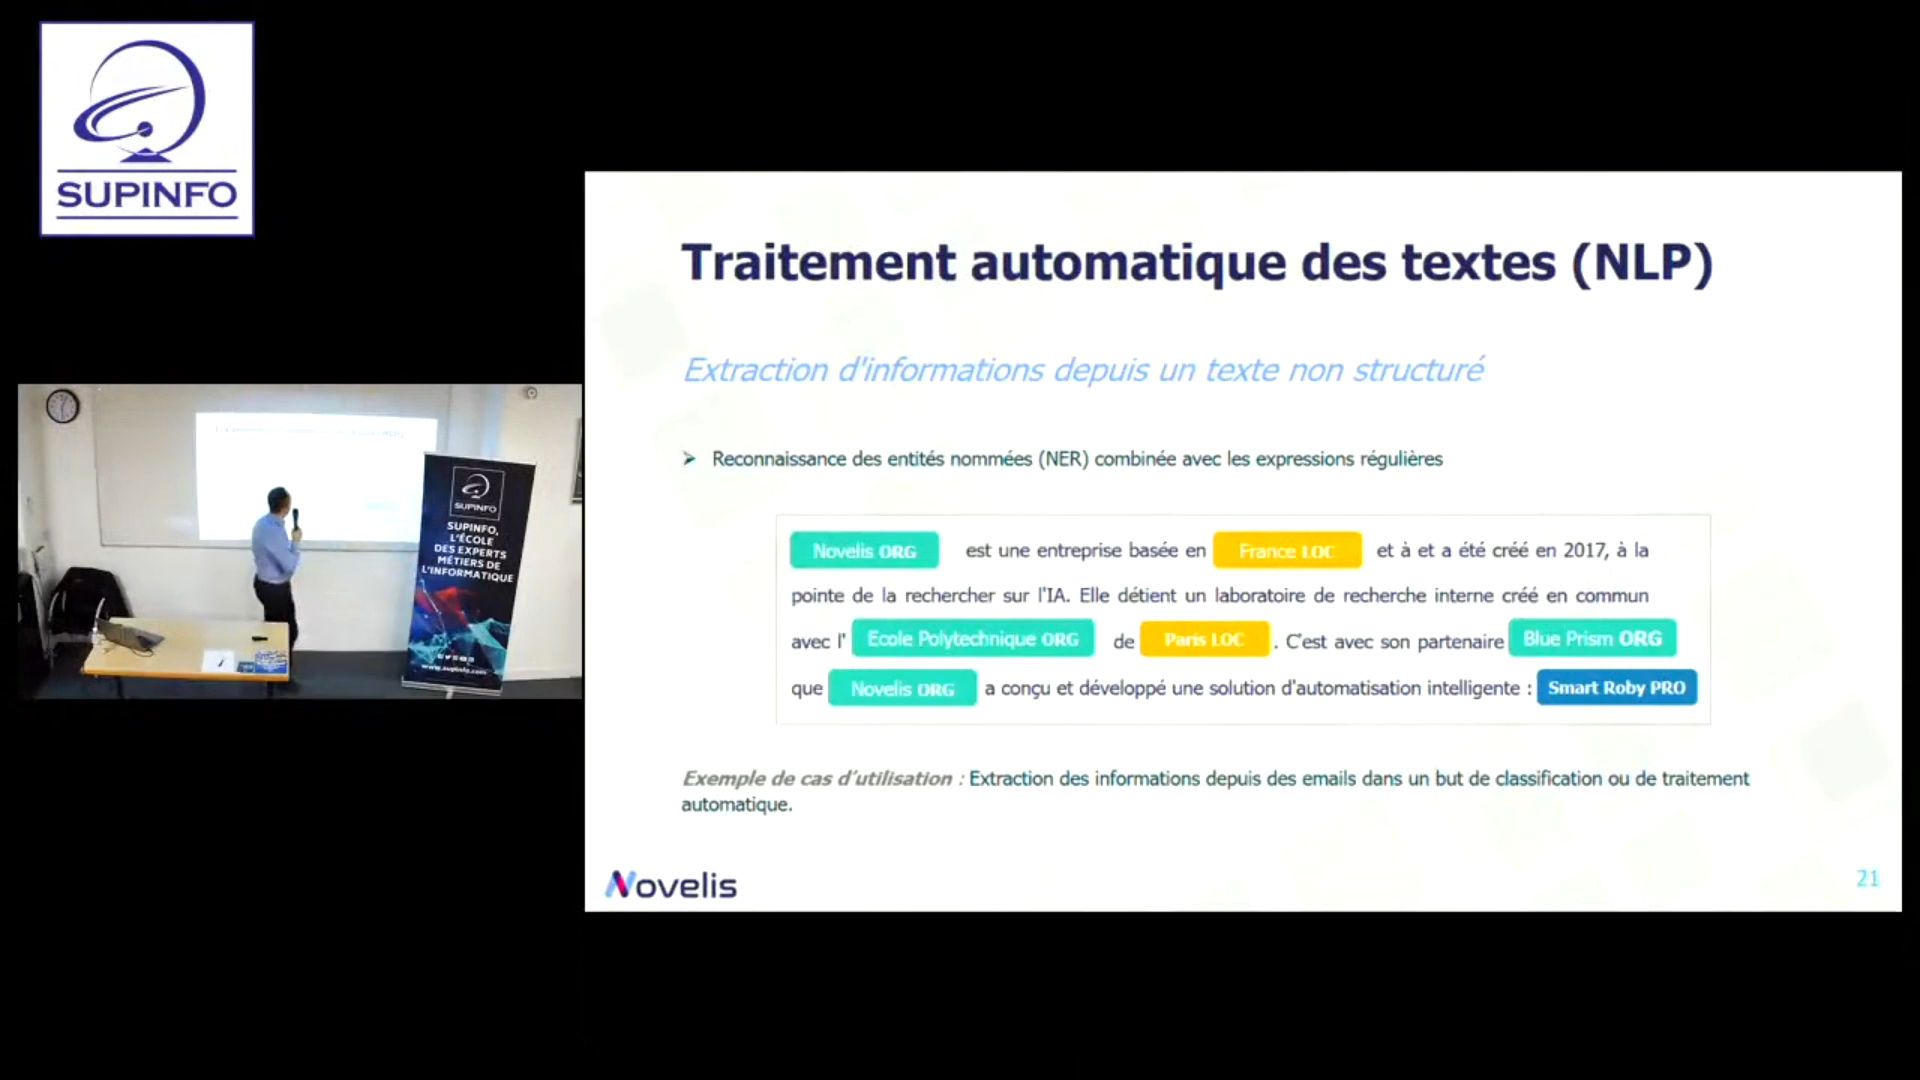 SUPINFO
Traitement automatique des textes (NLP)
Extraction d'informations depuis un texte non structuré
➤ Reconnaissance des entités nommées (NER) combinée avec les expressions régulières
Novelis ORG est une entreprise basée en France LOC et à et a été créé en 2017, à la
pointe de la rechercher sur l'IA. Elle détient un laboratoire de recherche interne créé en commun
avec l' Ecole Polytechnique ORG de Paris LOC . C'est avec son partenaire Blue Prism ORG
que Novelis ORG a conçu et développé une solution d'automatisation intelligente : Smart Roby PRO
Exemple de cas d'utilisation : Extraction des informations depuis des emails dans un but de classification ou de traitement
automatique.
Novelis
21
SUPINFO
SUPINFO,
L'ÉCOLE
DES EXPERTS
MÉTIERS DE
L'INFORMATIQUE
www.supinfo.com